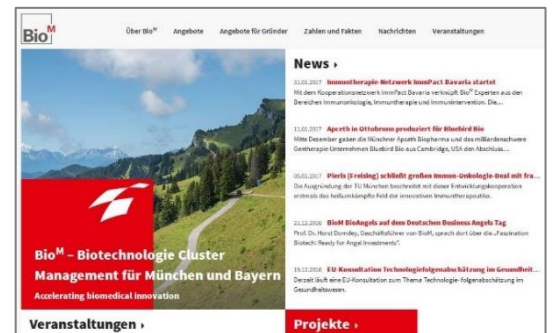 Bio^M
Über Bio^M Angebote Angebote für Gründer Zahlen und Fakten Nachrichten Veranstaltungen
Bio^M – Biotechnologie Cluster
Management für München und Bayern
Accelerating biomedical innovation
News ›
31.01.2017 Immuntherapie-Netzwerk ImmPact Bavaria startet
Mit dem Kooperationsnetzwerk ImmPact Bavaria verknüpft Bio^M Experten aus den
Bereichen Immunonkologie, Immuntherapie und Immunintervention. Die...
11.01.2017 Apceth in Ottobrunn produziert für Bluebird Bio
Mitte Dezember gaben die Münchner Apceth Biopharma und das milliardenschwere
Gentherapie-Unternehmen Bluebird Bio aus Cambridge, USA den Abschluss...
05.01.2017 Pieris (Freising) schließt großen Immun-Onkologie-Deal mit fra...
Die Ausgründung der TU München beschreitet mit dieser Entwicklungskooperation
erstmals das heißumkämpfte Feld der innovativen Immuntherapeutika.
21.12.2016 BioM BioAngels auf dem Deutschen Business Angels Tag
Prof. Dr. Horst Domdey, Geschäftsführer von BioM, sprach dort über die „Faszination
Biotech: Ready for Angel Investments".
19.12.2016 EU-Konsultation Technologiefolgenabschätzung im Gesundheit...
Derzeit läuft eine EU-Konsultation zum Thema Technologie- folgenabschätzung im
Gesundheitswesen.
Veranstaltungen ›
Projekte ›